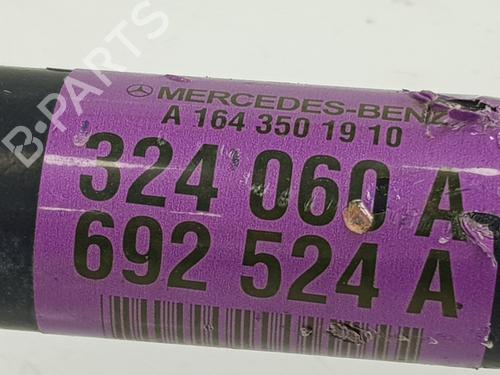 B-PARTS
MERCEDES-BENZ
A 164 350 19 10
324 060 A
692 524 A